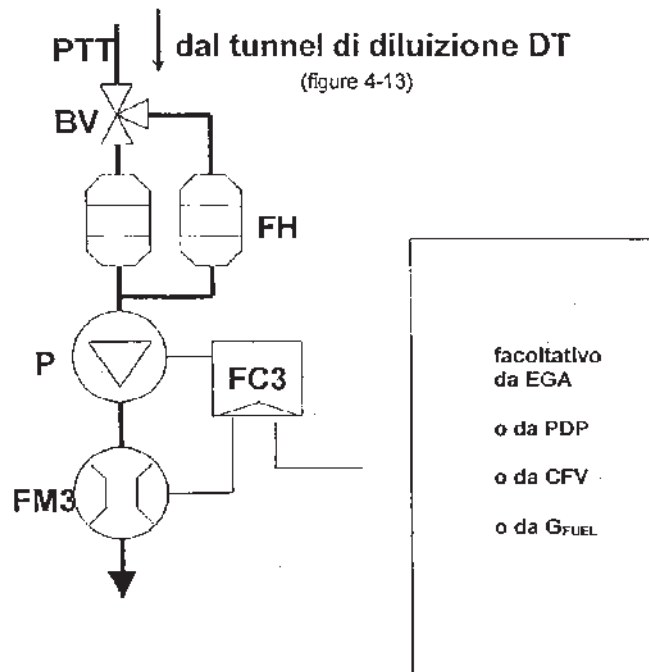 PTT
dal tunnel di diluizione DT
(figure 4-13)
BV
FH
P
FC3
FM3
facoltativo
da EGA
o da PDP
o da CFV
o da GFUEL